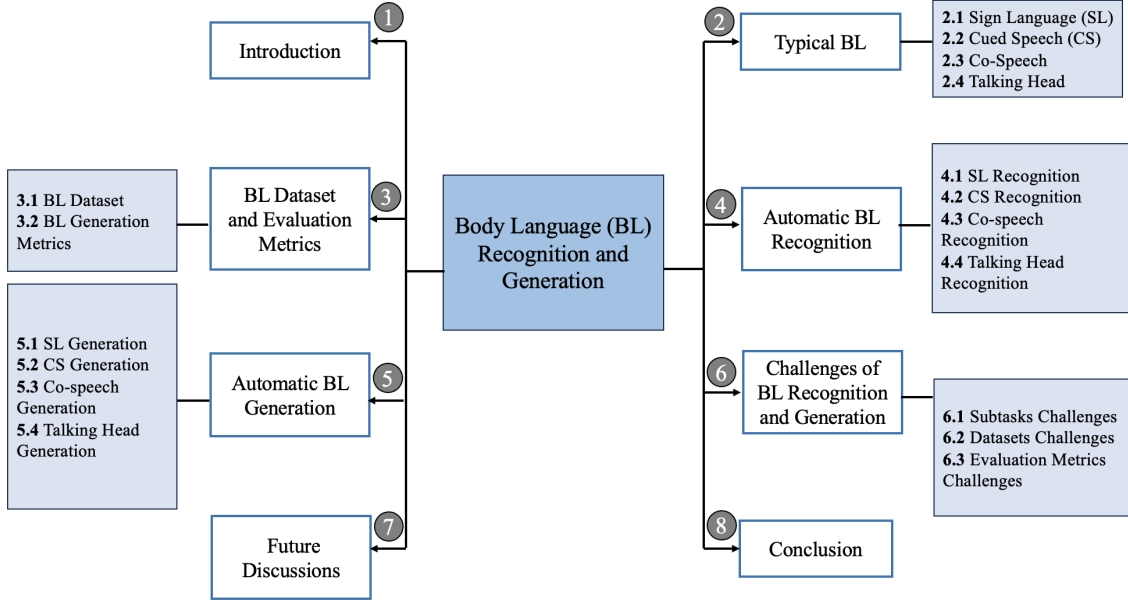 1
Introduction
2
Typical BL
2.1 Sign Language (SL)
2.2 Cued Speech (CS)
2.3 Co-Speech
2.4 Talking Head
3.1 BL Dataset
3.2 BL Generation
Metrics
BL Dataset
and Evaluation
Metrics
3
Body Language (BL)
Recognition and
Generation
4
Automatic BL
Recognition
4.1 SL Recognition
4.2 CS Recognition
4.3 Co-speech
Recognition
4.4 Talking Head
Recognition
5.1 SL Generation
5.2 CS Generation
5.3 Co-speech
Generation
5.4 Talking Head
Generation
Automatic BL
Generation
5
6
Challenges of
BL Recognition
and Generation
6.1 Subtasks Challenges
6.2 Datasets Challenges
6.3 Evaluation Metrics
Challenges
7
Future
Discussions
8
Conclusion